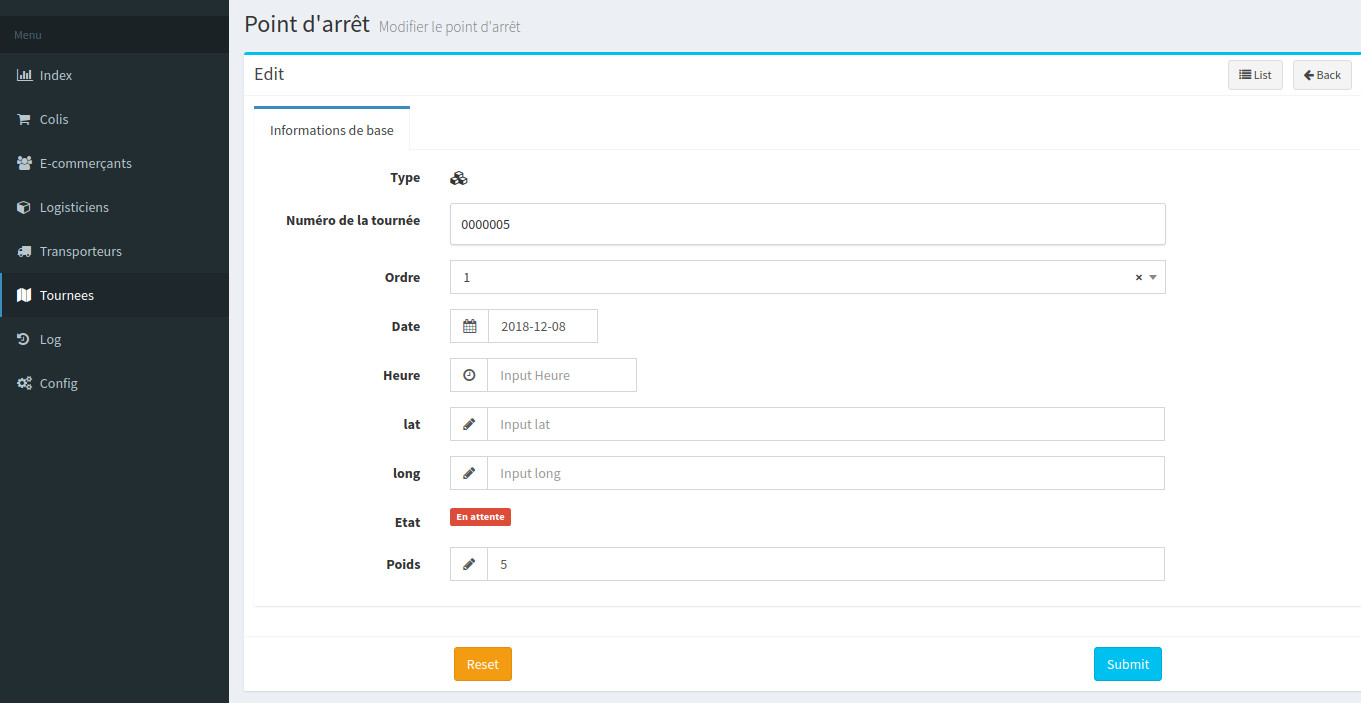 Point d'arrêt Modifier le point d'arrêt
Menu
Index
Colis
E-commerçants
Logisticiens
Transporteurs
Tournees
Log
Config
Edit
List
Back
Informations de base
Type
Numéro de la tournée 0000005
Ordre 1 ×
Date 2018-12-08
Heure Input Heure
lat Input lat
long Input long
Etat En attente
Poids 5
Reset
Submit